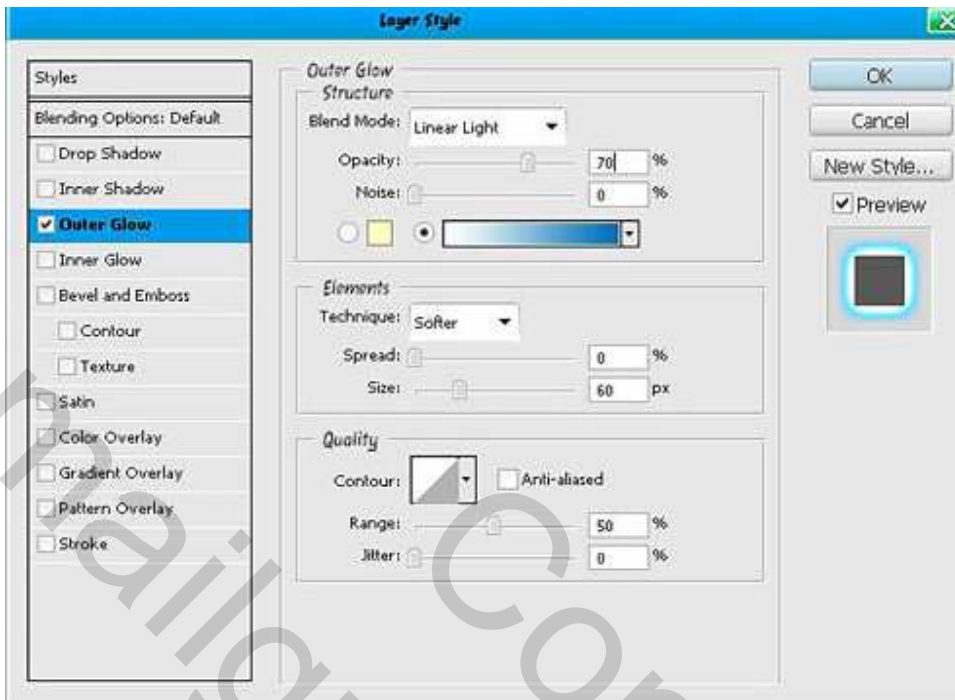 Layer Style
Styles
Blending Options: Default
Drop Shadow
Inner Shadow
Outer Glow
Inner Glow
Bevel and Emboss
Contour
Texture
Satin
Color Overlay
Gradient Overlay
Pattern Overlay
Stroke
Outer Glow
Structure
Blend Mode: Linear Light
Opacity: 70 %
Noise: 0 %
Elements
Technique: Softer
Spread: 0 %
Size: 60 px
Quality
Contour: Anti-aliased
Range: 50 %
Jitter: 0 %
OK
Cancel
New Style...
Preview